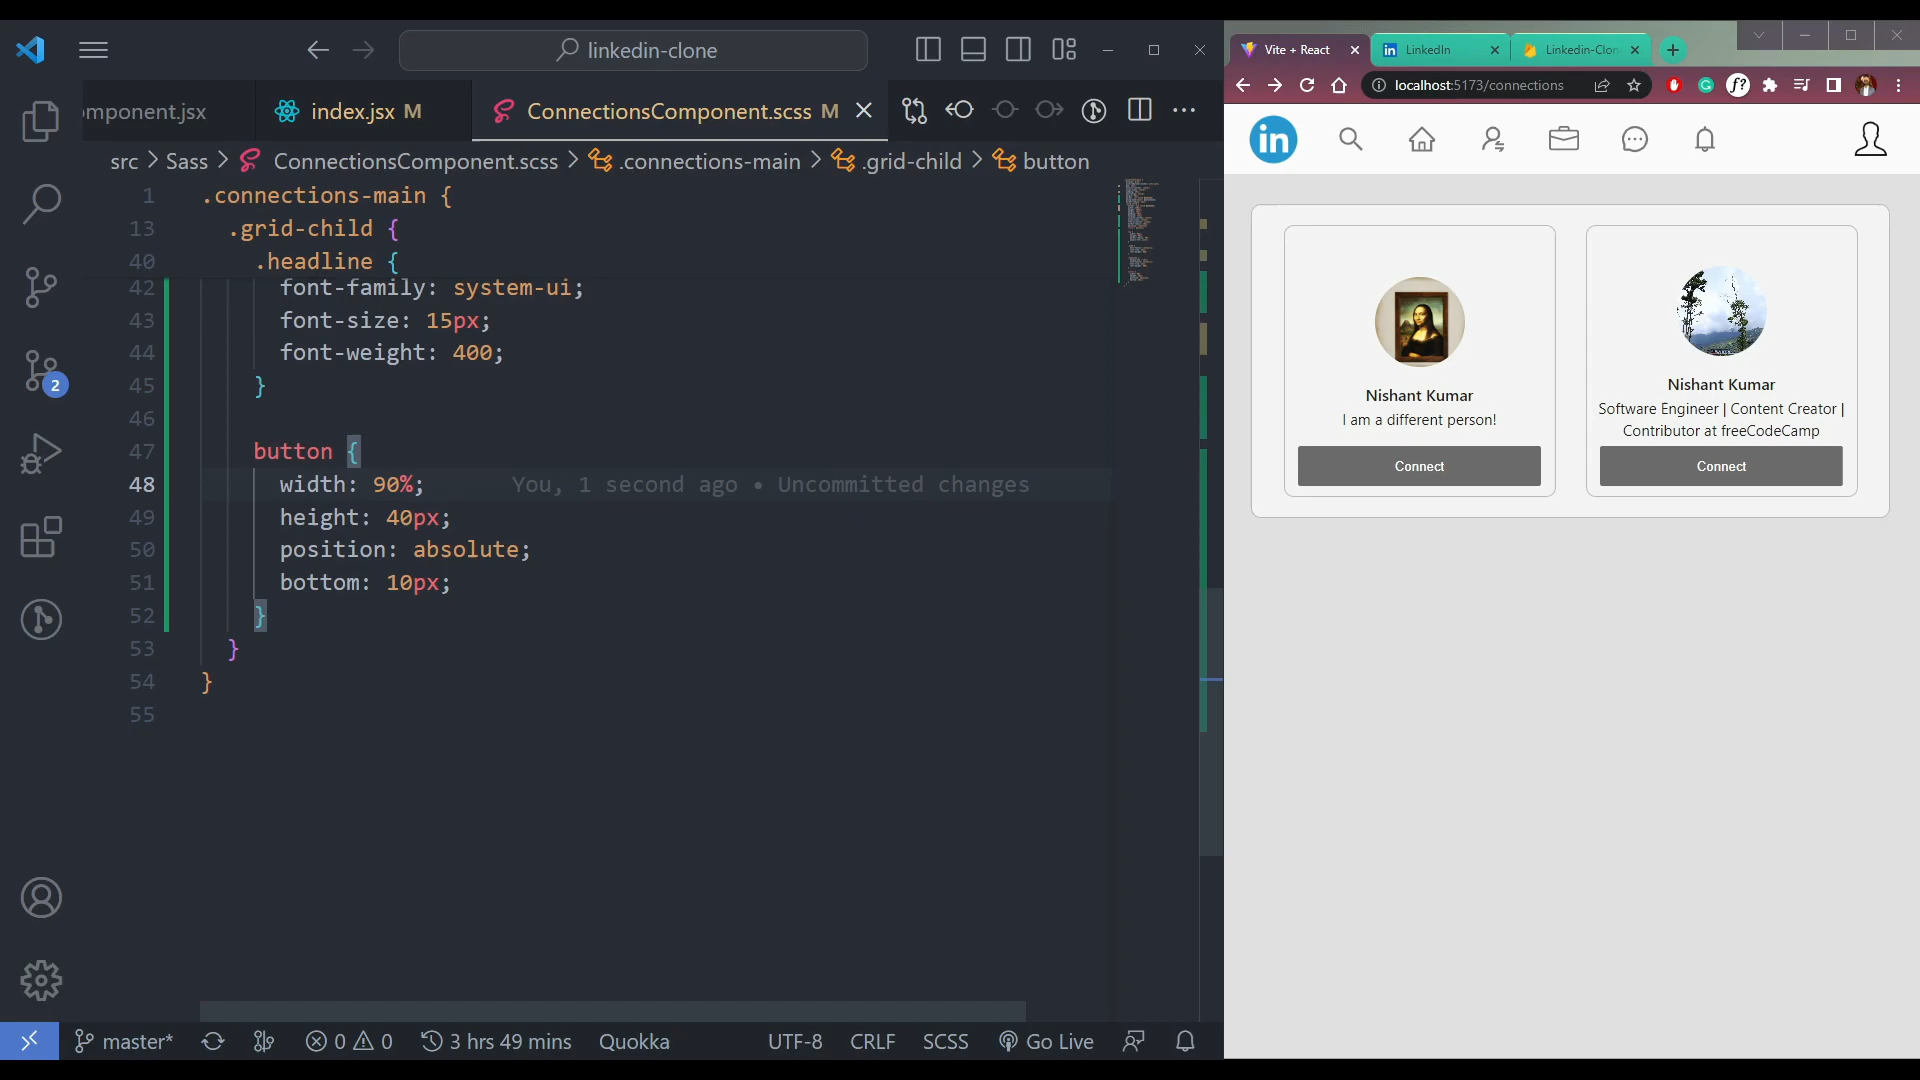 linkedin-clone
omponent.jsx
index.jsx M
ConnectionsComponent.scss M
src > Sass > ConnectionsComponent.scss > .connections-main > .grid-child > button
1 .connections-main {
13 .grid-child {
40 .headline {
42 font-family: system-ui;
43 font-size: 15px;
44 font-weight: 400;
45 }
46
47 button {
48 width: 90%; You, 1 second ago • Uncommitted changes
49 height: 40px;
50 position: absolute;
51 bottom: 10px;
52 }
53 }
54 }
55
2
master*
0
0
3 hrs 49 mins
Quokka
UTF-8
CRLF
SCSS
Go Live
Vite + React
LinkedIn
Linkedin-Clon
localhost:5173/connections
f?
in
Nishant Kumar
I am a different person!
Connect
Nishant Kumar
Software Engineer | Content Creator |
Contributor at freeCodeCamp
Connect